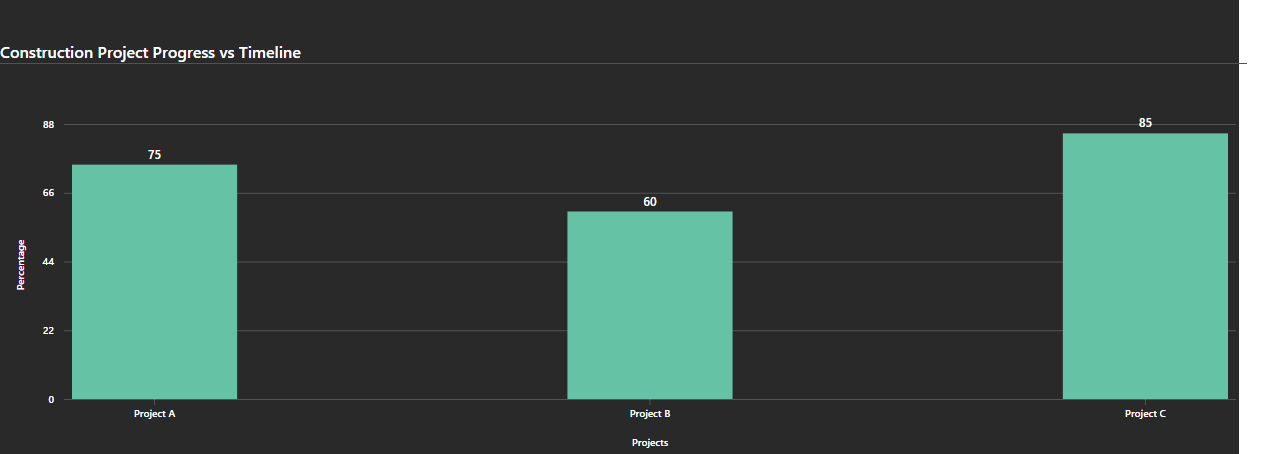 Construction Project Progress vs Timeline
88
66
44
22
0
Percentage
75
60
85
Project A
Project B
Project C
Projects